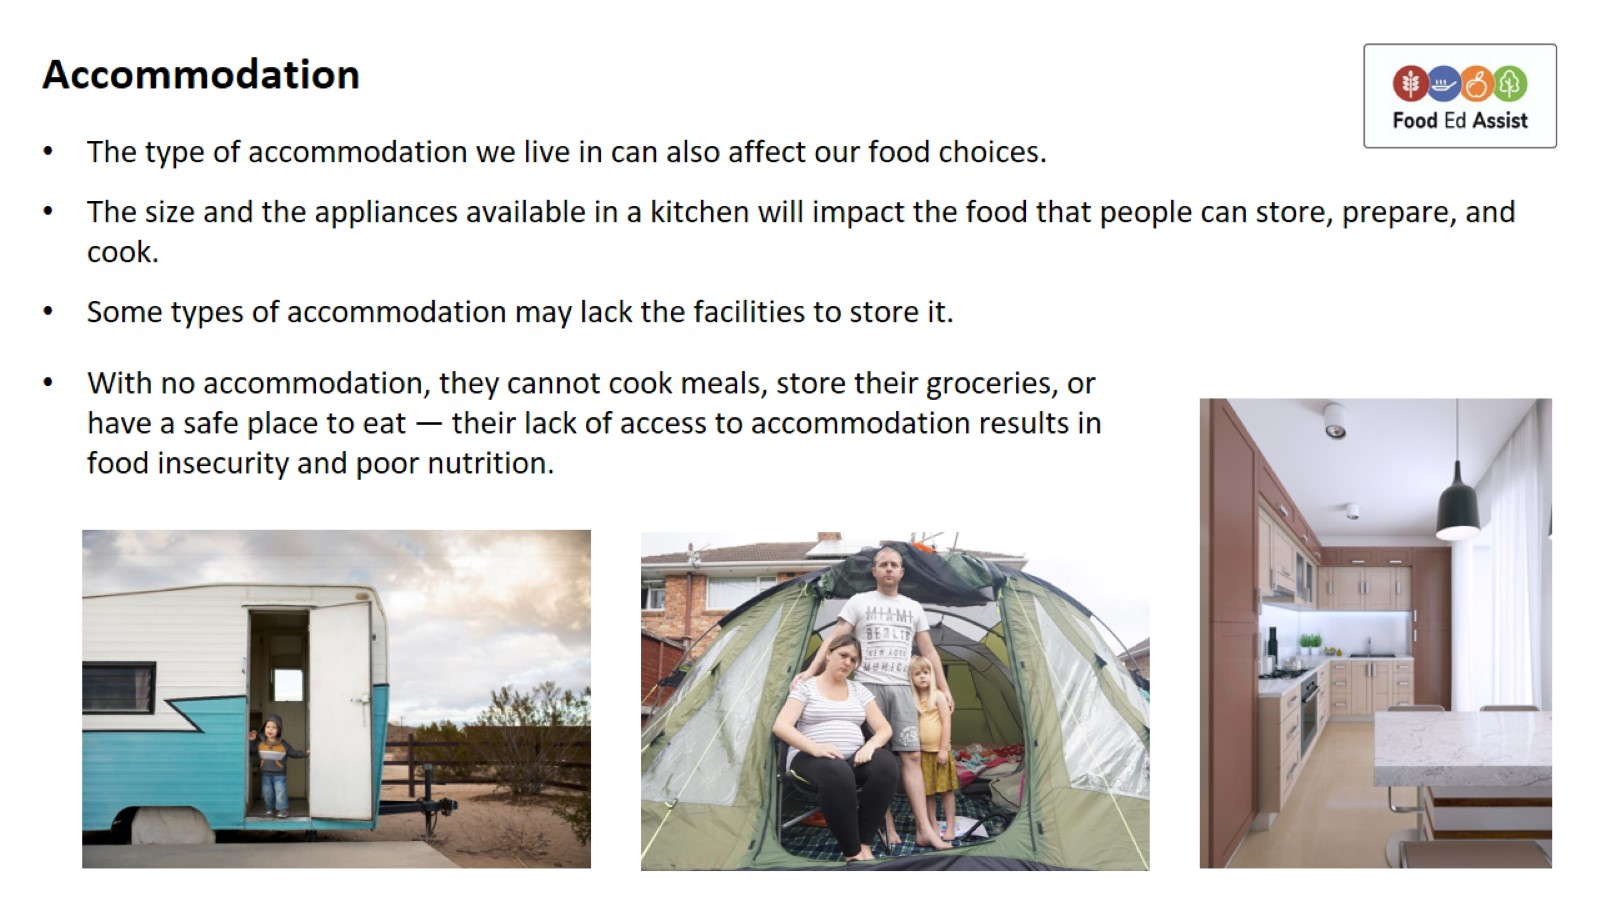 Accommodation
Food Ed Assist
• The type of accommodation we live in can also affect our food choices.
• The size and the appliances available in a kitchen will impact the food that people can store, prepare, and
cook.
• Some types of accommodation may lack the facilities to store it.
• With no accommodation, they cannot cook meals, store their groceries, or
have a safe place to eat — their lack of access to accommodation results in
food insecurity and poor nutrition.
MIAMI
BERLIN
NEW YORK
MUNICH